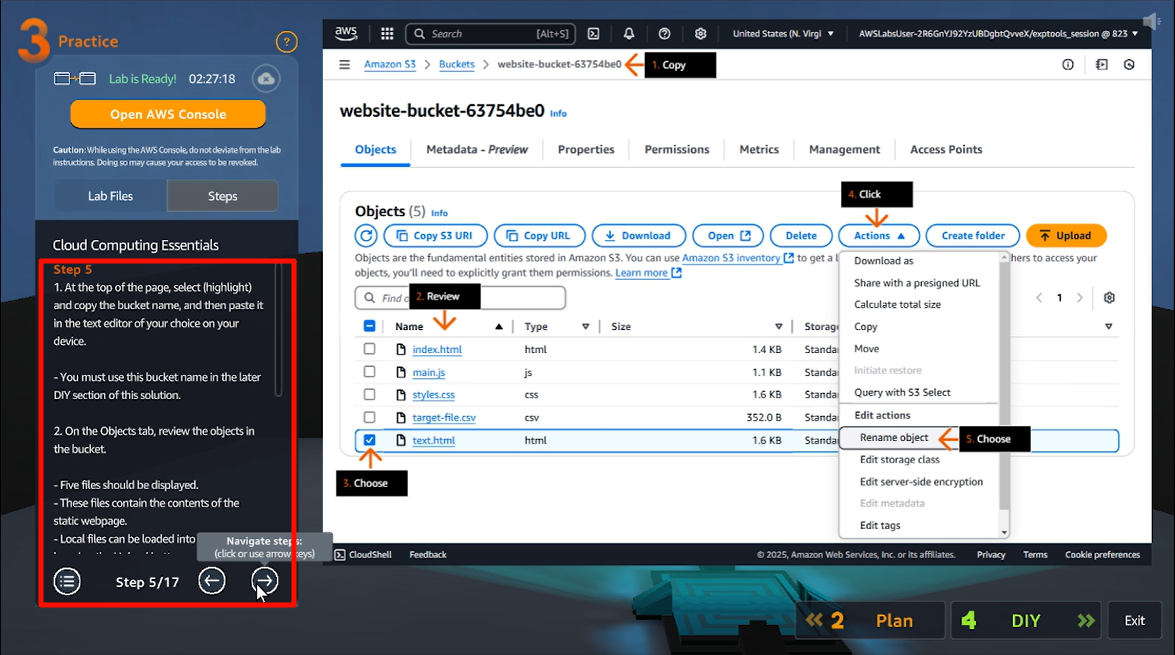 3 Practice
?
Lab is Ready! 02:27:18
Open AWS Console
Caution: While using the AWS Console, do not deviate from the lab
instructions. Doing so may cause your access to be revoked.
Lab Files
Steps
Cloud Computing Essentials
Step 5
1. At the top of the page, select (highlight)
and copy the bucket name, and then paste it
in the text editor of your choice on your
device.
- You must use this bucket name in the later
DIY section of this solution.
2. On the Objects tab, review the objects in
the bucket.
- Five files should be displayed.
- These files contain the contents of the
static webpage.
- Local files can be loaded into
Navigate steps:
(click or use arrow keys)
Step 5/17
aws
Search [Alt+S]
United States (N. Virgi
AWSLabsUser-2R6GnYJ92YzUBDgbtQvveX/exptools_session @ 823
Amazon S3 > Buckets > website-bucket-63754be0
1. Copy
website-bucket-63754be0 Info
Objects
Metadata - Preview
Properties
Permissions
Metrics
Management
Access Points
4. Click
Objects (5) Info
Copy S3 URI
Copy URL
Download
Open
Delete
Actions
Create folder
Upload
Objects are the fundamental entities stored in Amazon S3. You can use Amazon S3 inventory to get a l
hers to access your
objects, you'll need to explicitly grant them permissions. Learn more
2. Review
Find o
< 1 >
Name Type Size Storag
index.html html 1.4 KB Standa
main.js js 1.1 KB Standa
styles.css css 1.6 KB Standa
target-file.csv csv 352.0 B Standa
text.html html 1.6 KB Standa
3. Choose
Download as
Share with a presigned URL
Calculate total size
Copy
Move
Initiate restore
Query with S3 Select
Edit actions
Rename object
5. Choose
Edit storage class
Edit server-side encryption
Edit metadata
Edit tags
CloudShell
Feedback
© 2025, Amazon Web Services, Inc. or its affiliates.
Privacy
Terms
Cookie preferences
2 Plan
4 DIY
Exit